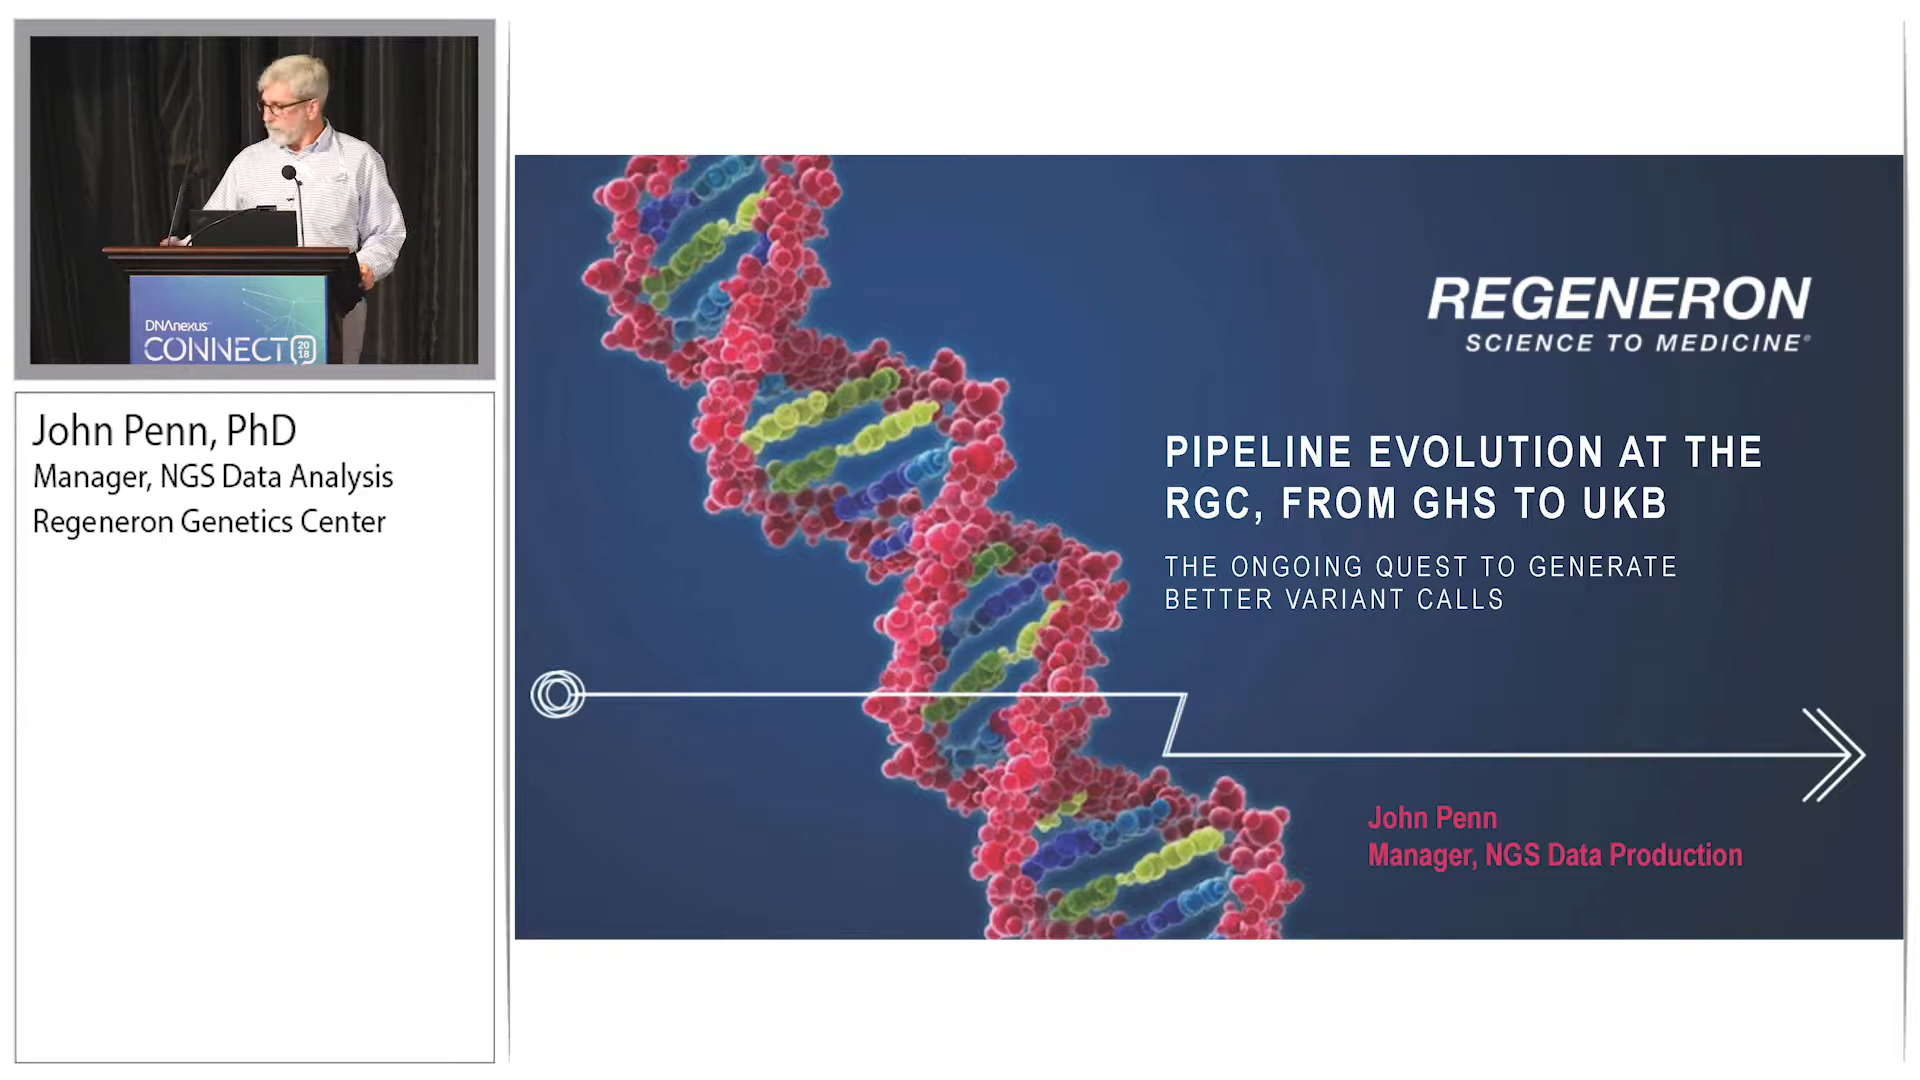 DNAnexus
CONNECT 2018
John Penn, PhD
Manager, NGS Data Analysis
Regeneron Genetics Center
REGENERON
SCIENCE TO MEDICINE®
PIPELINE EVOLUTION AT THE
RGC, FROM GHS TO UKB
THE ONGOING QUEST TO GENERATE
BETTER VARIANT CALLS
John Penn
Manager, NGS Data Production